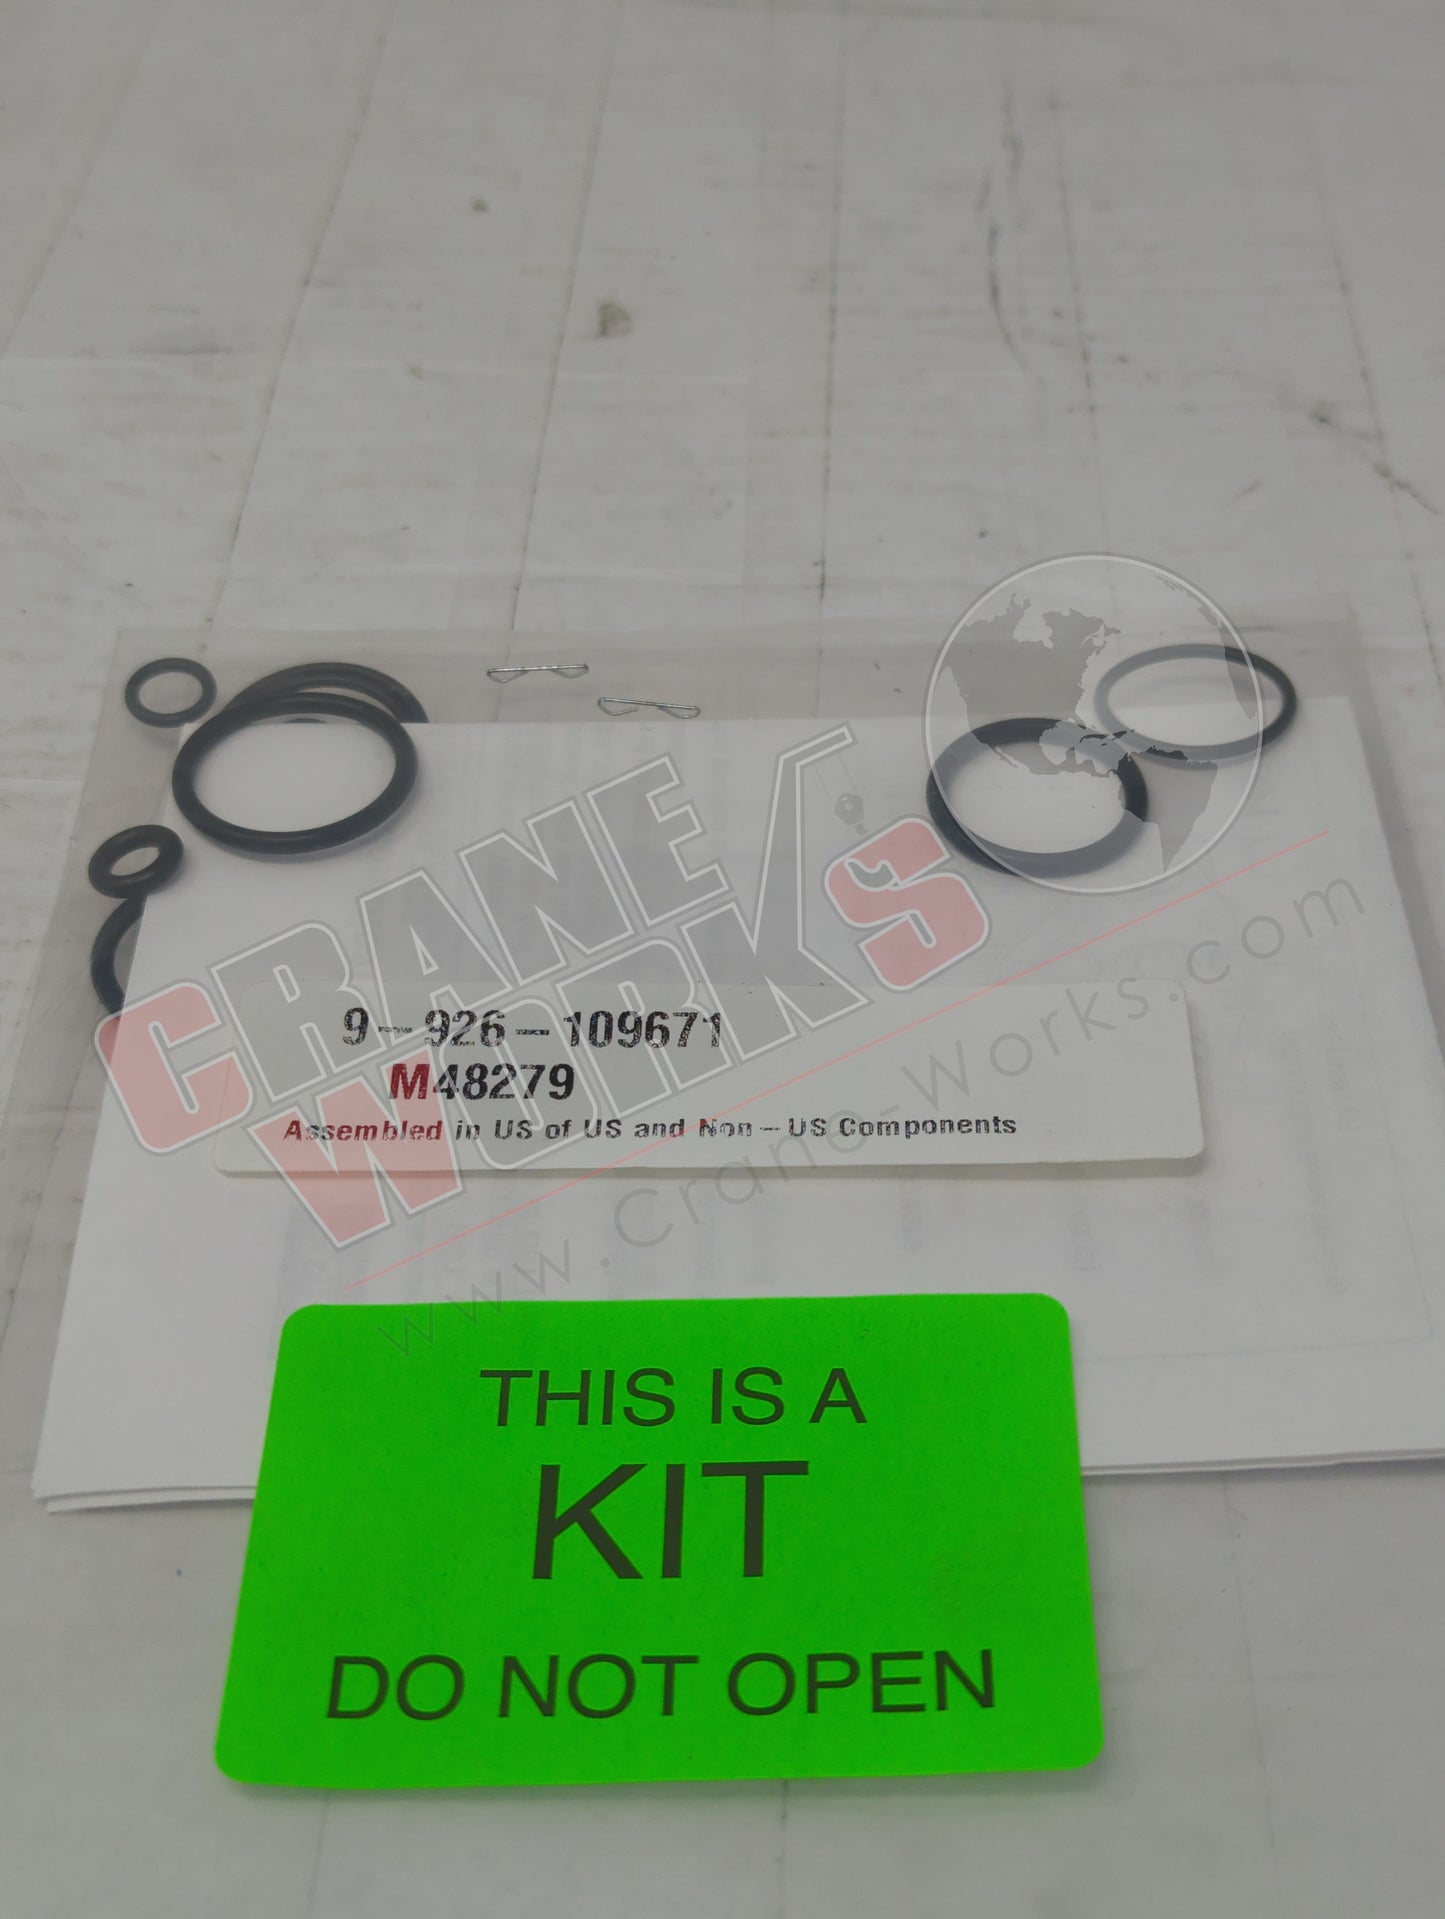 CRANE
WORKS
9-926-109671
M48279
Assembled in US of US and Non-US Components
www.Crane-Works.com
THIS IS A
KIT
DO NOT OPEN